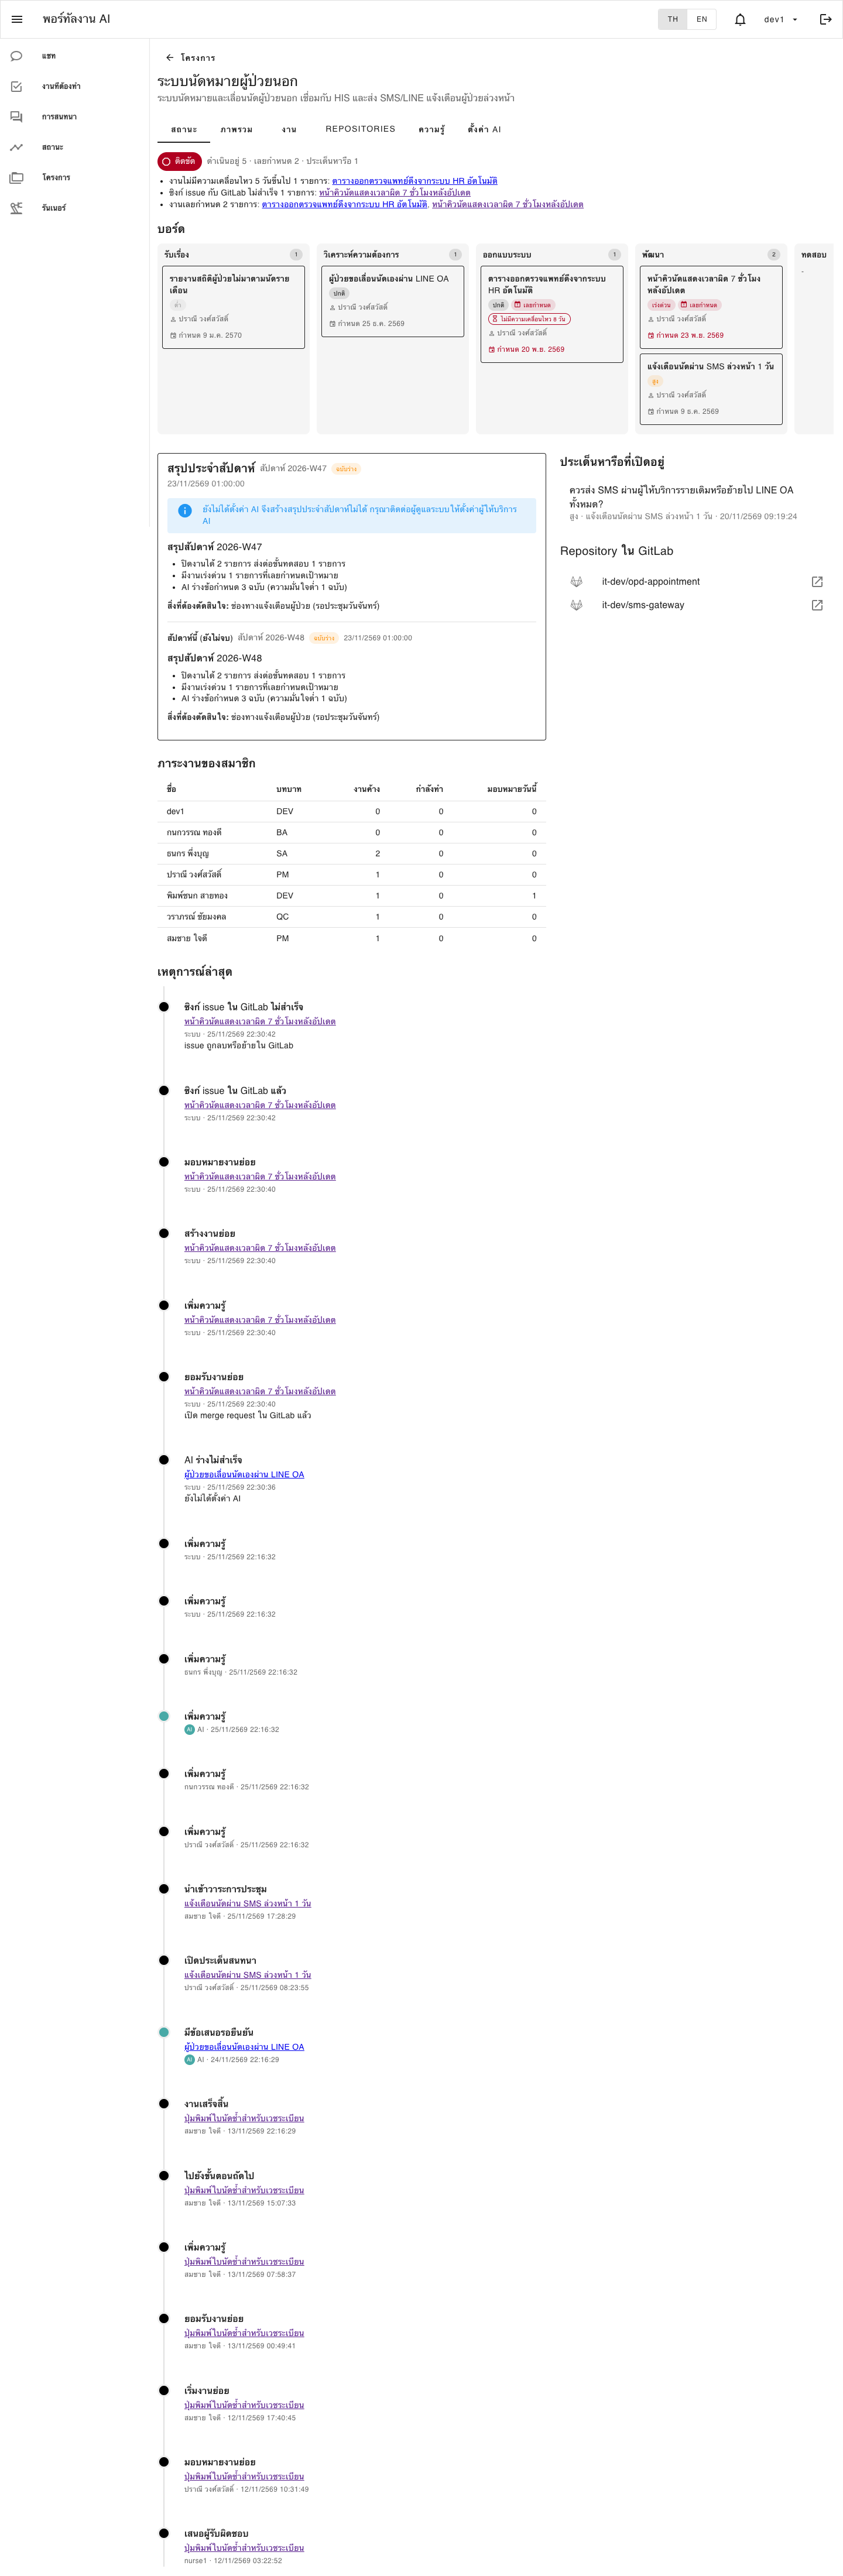 พอร์ทัลงาน AI
TH EN dev1
แชท
งานที่ต้องทำ
การสนทนา
สถานะ
โครงการ
รันเนอร์
โครงการ
ระบบนัดหมายผู้ป่วยนอก
ระบบนัดหมายและเลื่อนนัดผู้ป่วยนอก เชื่อมกับ HIS และส่ง SMS/LINE แจ้งเตือนผู้ป่วยล่วงหน้า
สถานะ ภาพรวม งาน REPOSITORIES ความรู้ ตั้งค่า AI
ติดขัด ดำเนินอยู่ 5 · เลยกำหนด 2 · ประเด็นหารือ 1
งานไม่มีความเคลื่อนไหว 5 วันขึ้นไป 1 รายการ: ตารางออกตรวจแพทย์ดึงจากระบบ HR อัตโนมัติ
ซิงก์ issue กับ GitLab ไม่สำเร็จ 1 รายการ: หน้าคิวนัดแสดงเวลาผิด 7 ชั่วโมงหลังอัปเดต
งานเลยกำหนด 2 รายการ: ตารางออกตรวจแพทย์ดึงจากระบบ HR อัตโนมัติ, หน้าคิวนัดแสดงเวลาผิด 7 ชั่วโมงหลังอัปเดต
บอร์ด
รับเรื่อง 1
รายงานสถิติผู้ป่วยไม่มาตามนัดรายเดือน
ต่ำ
ปราณี วงศ์สวัสดิ์
กำหนด 9 ม.ค. 2570
วิเคราะห์ความต้องการ 1
ผู้ป่วยขอเลื่อนนัดเองผ่าน LINE OA
ปกติ
ปราณี วงศ์สวัสดิ์
กำหนด 25 ธ.ค. 2569
ออกแบบระบบ 1
ตารางออกตรวจแพทย์ดึงจากระบบ
HR อัตโนมัติ
ปกติ เลยกำหนด
ไม่มีความเคลื่อนไหว 8 วัน
ปราณี วงศ์สวัสดิ์
กำหนด 20 พ.ย. 2569
พัฒนา 2
หน้าคิวนัดแสดงเวลาผิด 7 ชั่วโมง
หลังอัปเดต
เร่งด่วน เลยกำหนด
ปราณี วงศ์สวัสดิ์
กำหนด 23 พ.ย. 2569
แจ้งเตือนนัดผ่าน SMS ล่วงหน้า 1 วัน
สูง
ปราณี วงศ์สวัสดิ์
กำหนด 9 ธ.ค. 2569
ทดสอบ
-
สรุปประจำสัปดาห์ สัปดาห์ 2026-W47 ฉบับร่าง
23/11/2569 01:00:00
ยังไม่ได้ตั้งค่า AI จึงสร้างสรุปประจำสัปดาห์ไม่ได้ กรุณาติดต่อผู้ดูแลระบบให้ตั้งค่าผู้ให้บริการ
AI
สรุปสัปดาห์ 2026-W47
ปิดงานได้ 2 รายการ ส่งต่อขั้นทดสอบ 1 รายการ
มีงานเร่งด่วน 1 รายการที่เลยกำหนดเป้าหมาย
AI ร่างข้อกำหนด 3 ฉบับ (ความมั่นใจต่ำ 1 ฉบับ)
สิ่งที่ต้องตัดสินใจ: ช่องทางแจ้งเตือนผู้ป่วย (รอประชุมวันจันทร์)
สัปดาห์นี้ (ยังไม่จบ) สัปดาห์ 2026-W48 ฉบับร่าง 23/11/2569 01:00:00
สรุปสัปดาห์ 2026-W48
ปิดงานได้ 2 รายการ ส่งต่อขั้นทดสอบ 1 รายการ
มีงานเร่งด่วน 1 รายการที่เลยกำหนดเป้าหมาย
AI ร่างข้อกำหนด 3 ฉบับ (ความมั่นใจต่ำ 1 ฉบับ)
สิ่งที่ต้องตัดสินใจ: ช่องทางแจ้งเตือนผู้ป่วย (รอประชุมวันจันทร์)
ประเด็นหารือที่เปิดอยู่
ควรส่ง SMS ผ่านผู้ให้บริการรายเดิมหรือย้ายไป LINE OA
ทั้งหมด?
สูง · แจ้งเตือนนัดผ่าน SMS ล่วงหน้า 1 วัน · 20/11/2569 09:19:24
Repository ใน GitLab
it-dev/opd-appointment
it-dev/sms-gateway
ภาระงานของสมาชิก
ชื่อ บทบาท งานค้าง กำลังทำ มอบหมายวันนี้
dev1 DEV 0 0 0
กนกวรรณ ทองดี BA 0 0 0
ธนกร พึ่งบุญ SA 2 0 0
ปราณี วงศ์สวัสดิ์ PM 1 0 0
พิมพ์ชนก สายทอง DEV 1 0 1
วราภรณ์ ชัยมงคล QC 1 0 0
สมชาย ใจดี PM 1 0 0
เหตุการณ์ล่าสุด
ซิงก์ issue ใน GitLab ไม่สำเร็จ
หน้าคิวนัดแสดงเวลาผิด 7 ชั่วโมงหลังอัปเดต
ระบบ · 25/11/2569 22:30:42
issue ถูกลบหรือย้ายใน GitLab
ซิงก์ issue ใน GitLab แล้ว
หน้าคิวนัดแสดงเวลาผิด 7 ชั่วโมงหลังอัปเดต
ระบบ · 25/11/2569 22:30:42
มอบหมายงานย่อย
หน้าคิวนัดแสดงเวลาผิด 7 ชั่วโมงหลังอัปเดต
ระบบ · 25/11/2569 22:30:40
สร้างงานย่อย
หน้าคิวนัดแสดงเวลาผิด 7 ชั่วโมงหลังอัปเดต
ระบบ · 25/11/2569 22:30:40
เพิ่มความรู้
หน้าคิวนัดแสดงเวลาผิด 7 ชั่วโมงหลังอัปเดต
ระบบ · 25/11/2569 22:30:40
ยอมรับงานย่อย
หน้าคิวนัดแสดงเวลาผิด 7 ชั่วโมงหลังอัปเดต
ระบบ · 25/11/2569 22:30:40
เปิด merge request ใน GitLab แล้ว
AI ร่างไม่สำเร็จ
ผู้ป่วยขอเลื่อนนัดเองผ่าน LINE OA
ระบบ · 25/11/2569 22:30:36
ยังไม่ได้ตั้งค่า AI
เพิ่มความรู้
ระบบ · 25/11/2569 22:16:32
เพิ่มความรู้
ระบบ · 25/11/2569 22:16:32
เพิ่มความรู้
ธนกร พึ่งบุญ · 25/11/2569 22:16:32
เพิ่มความรู้
AI AI · 25/11/2569 22:16:32
เพิ่มความรู้
กนกวรรณ ทองดี · 25/11/2569 22:16:32
เพิ่มความรู้
ปราณี วงศ์สวัสดิ์ · 25/11/2569 22:16:32
นำเข้าวาระการประชุม
แจ้งเตือนนัดผ่าน SMS ล่วงหน้า 1 วัน
สมชาย ใจดี · 25/11/2569 17:28:29
เปิดประเด็นสนทนา
แจ้งเตือนนัดผ่าน SMS ล่วงหน้า 1 วัน
ปราณี วงศ์สวัสดิ์ · 25/11/2569 08:23:55
มีข้อเสนอรอยืนยัน
ผู้ป่วยขอเลื่อนนัดเองผ่าน LINE OA
AI AI · 24/11/2569 22:16:29
งานเสร็จสิ้น
ปุ่มพิมพ์ใบนัดซ้ำสำหรับเวชระเบียน
สมชาย ใจดี · 13/11/2569 22:16:29
ไปยังขั้นตอนถัดไป
ปุ่มพิมพ์ใบนัดซ้ำสำหรับเวชระเบียน
สมชาย ใจดี · 13/11/2569 15:07:33
เพิ่มความรู้
ปุ่มพิมพ์ใบนัดซ้ำสำหรับเวชระเบียน
สมชาย ใจดี · 13/11/2569 07:58:37
ยอมรับงานย่อย
ปุ่มพิมพ์ใบนัดซ้ำสำหรับเวชระเบียน
สมชาย ใจดี · 13/11/2569 00:49:41
เริ่มงานย่อย
ปุ่มพิมพ์ใบนัดซ้ำสำหรับเวชระเบียน
สมชาย ใจดี · 12/11/2569 17:40:45
มอบหมายงานย่อย
ปุ่มพิมพ์ใบนัดซ้ำสำหรับเวชระเบียน
ปราณี วงศ์สวัสดิ์ · 12/11/2569 10:31:49
เสนอผู้รับผิดชอบ
ปุ่มพิมพ์ใบนัดซ้ำสำหรับเวชระเบียน
nurse1 · 12/11/2569 03:22:52